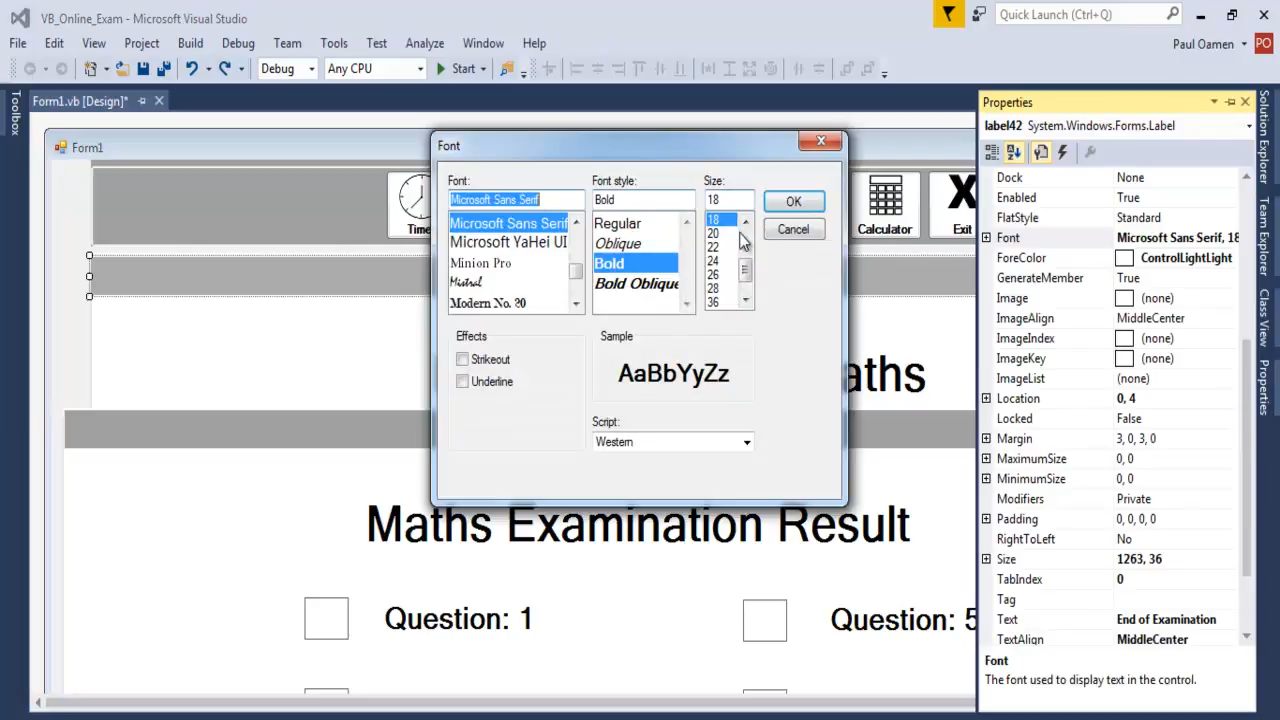 VB_Online_Exam - Microsoft Visual Studio
Quick Launch (Ctrl+Q)
File Edit View Project Build Debug Team Tools Test Analyze Window Help
Paul Oamen PO
Debug Any CPU Start
Toolbox
Form1.vb [Design]*
Form1
Time
Calculator
Exit
aths
Maths Examination Result
Question: 1
Question: 5
Font
Font: Font style: Size:
Microsoft Sans Serif Bold 18
OK
Cancel
Microsoft Sans Serif
Microsoft YaHei UI
Minion Pro
Mistral
Modern No. 20
Regular
Oblique
Bold
Bold Oblique
18
20
22
24
26
28
36
Effects
Strikeout
Underline
Sample
AaBbYyZz
Script:
Western
Properties
label42 System.Windows.Forms.Label
Dock None
Enabled True
FlatStyle Standard
Font Microsoft Sans Serif, 18
ForeColor ControlLightLight
GenerateMember True
Image (none)
ImageAlign MiddleCenter
ImageIndex (none)
ImageKey (none)
ImageList (none)
Location 0, 4
Locked False
Margin 3, 0, 3, 0
MaximumSize 0, 0
MinimumSize 0, 0
Modifiers Private
Padding 0, 0, 0, 0
RightToLeft No
Size 1263, 36
TabIndex 0
Tag
Text End of Examination
TextAlign MiddleCenter
Font
The font used to display text in the control.
Solution Explorer
Team Explorer
Class View
Properties